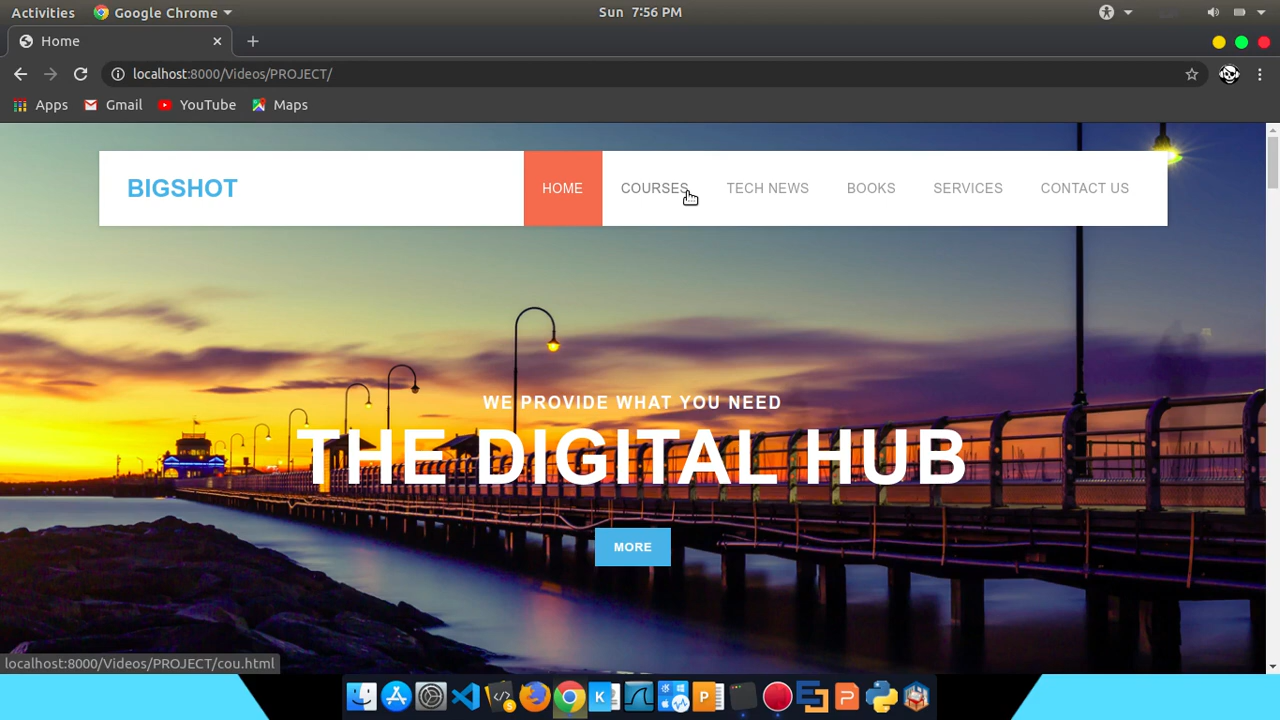 Activities Google Chrome Sun 7:56 PM
Home
localhost:8000/Videos/PROJECT/
Apps Gmail YouTube Maps
BIGSHOT HOME COURSES TECH NEWS BOOKS SERVICES CONTACT US
WE PROVIDE WHAT YOU NEED
THE DIGITAL HUB
MORE
localhost:8000/Videos/PROJECT/cou.html